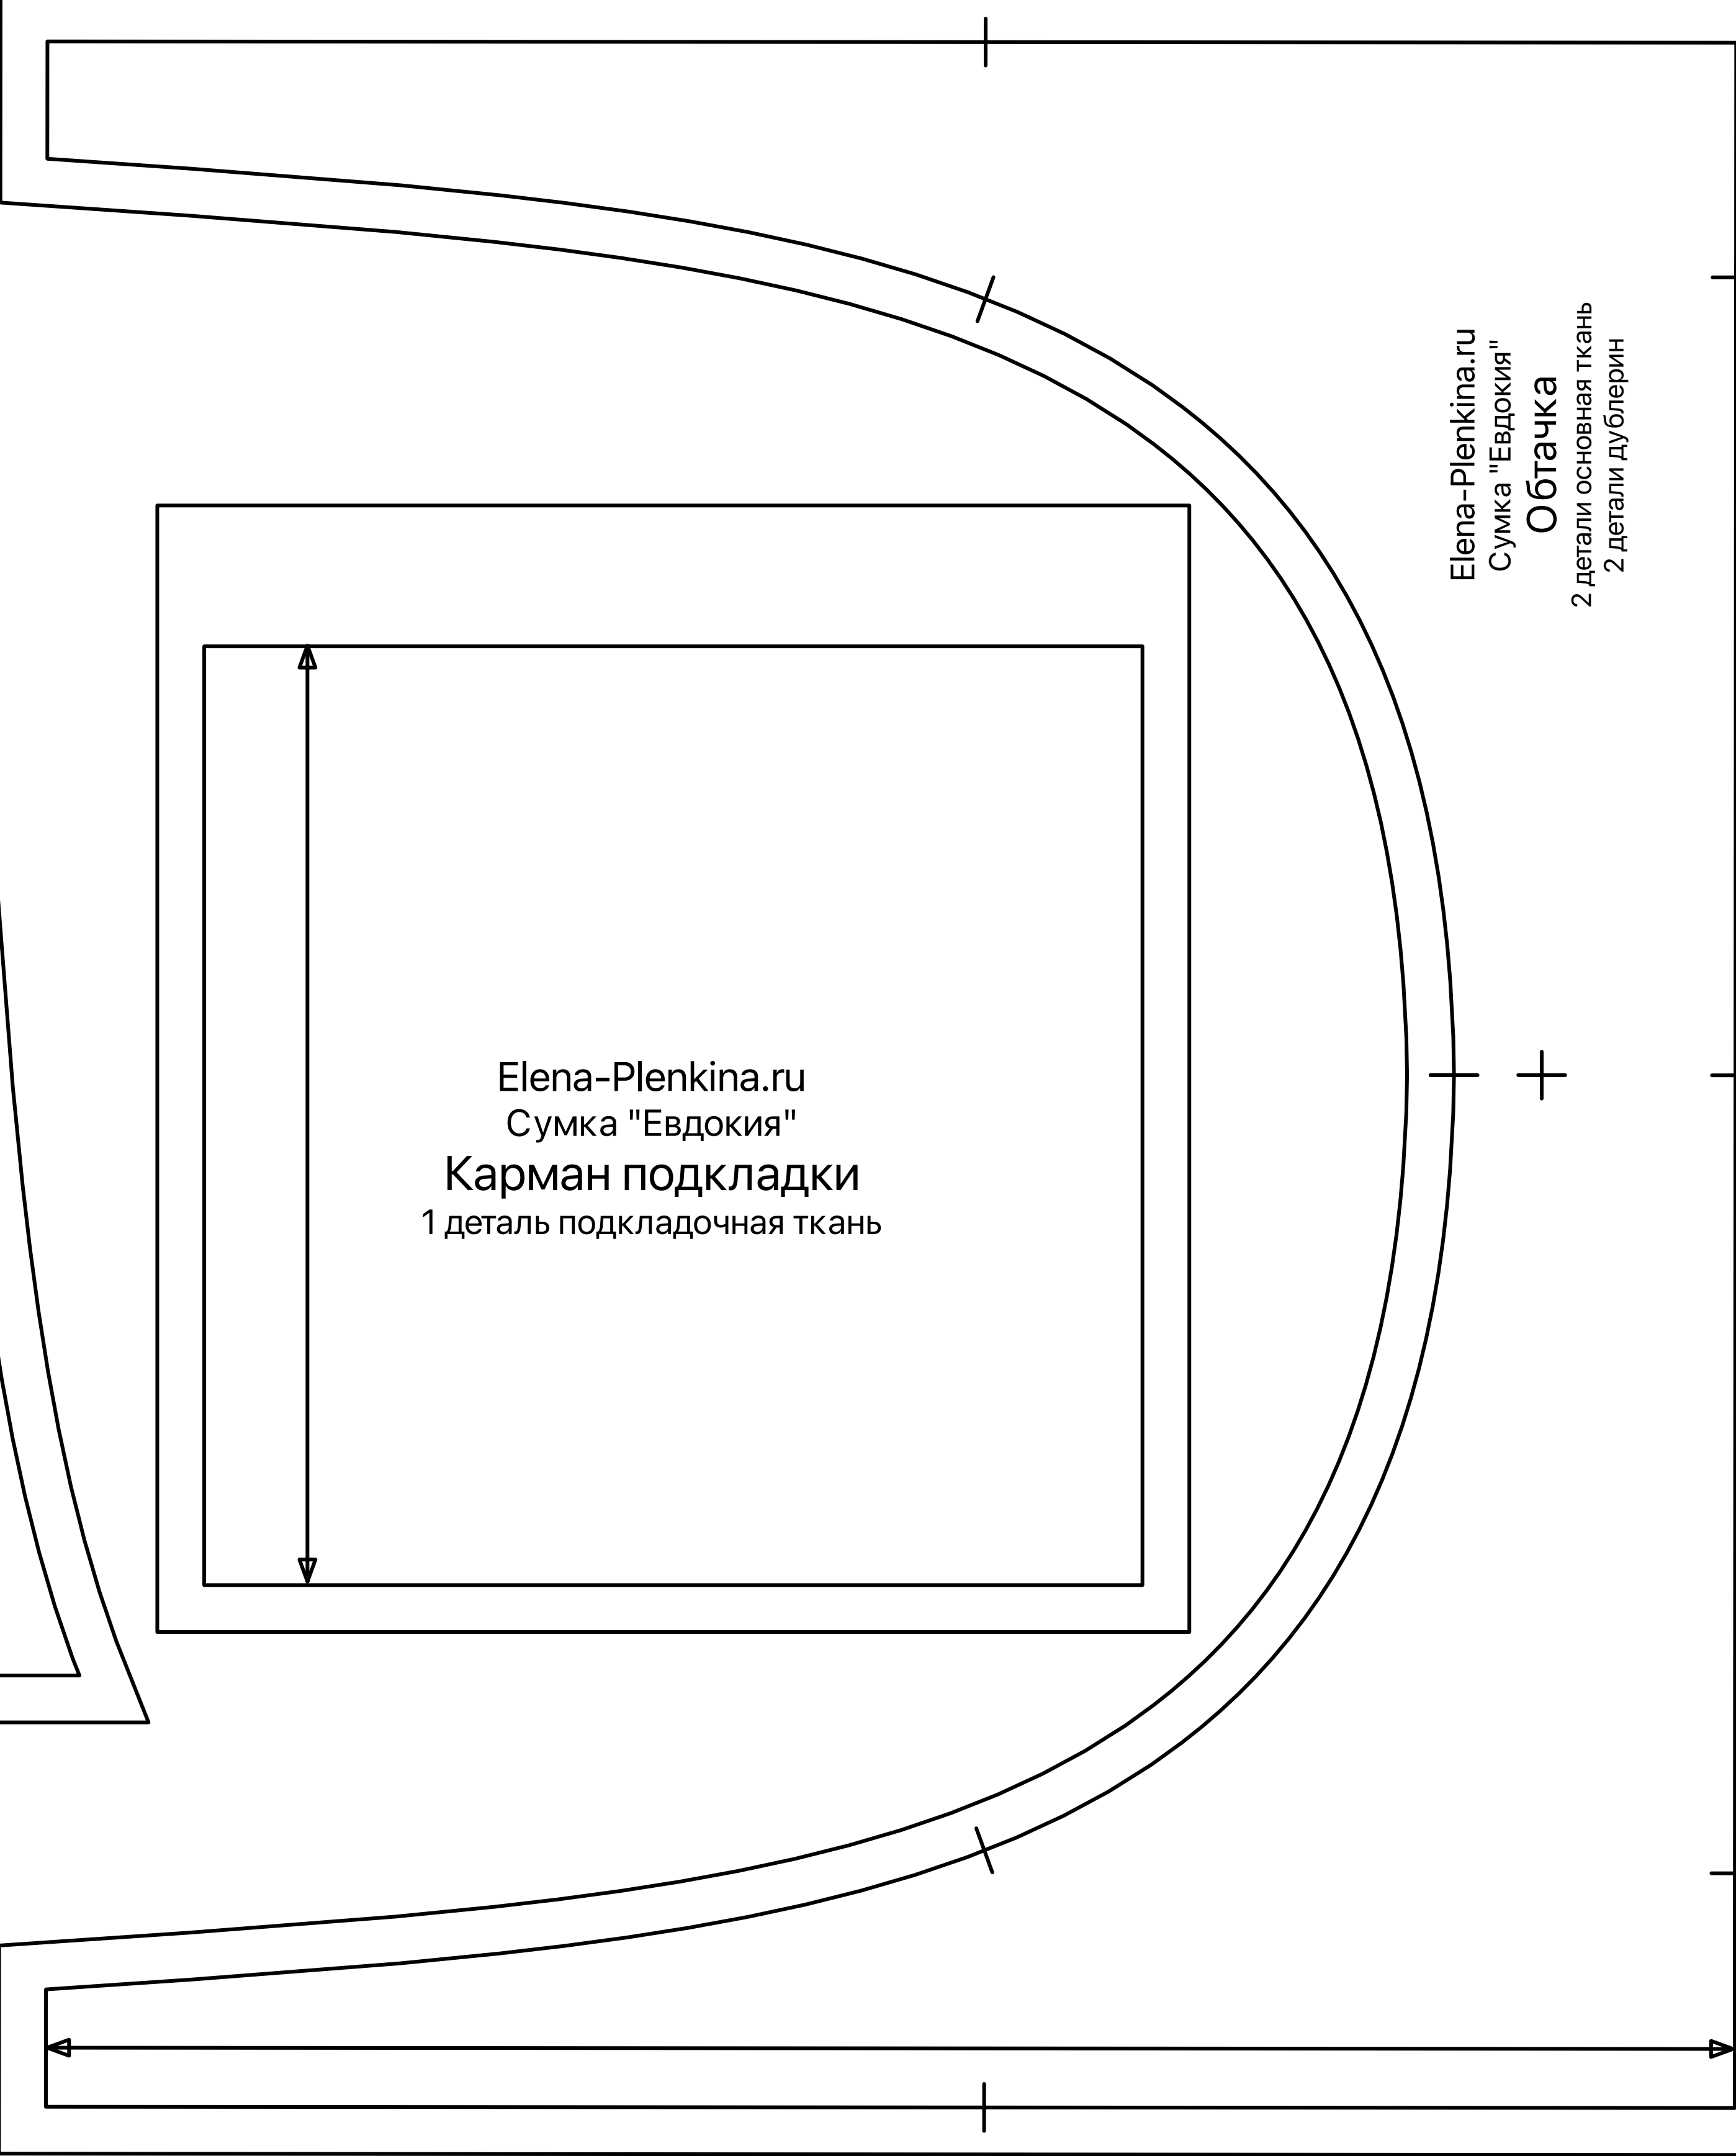 Elena-Plenkina.ru
Сумка "Евдокия"
Обтачка
2 детали основная ткань
2 детали дублерин
Elena-Plenkina.ru
Сумка "Евдокия"
Карман подкладки
1 деталь подкладочная ткань